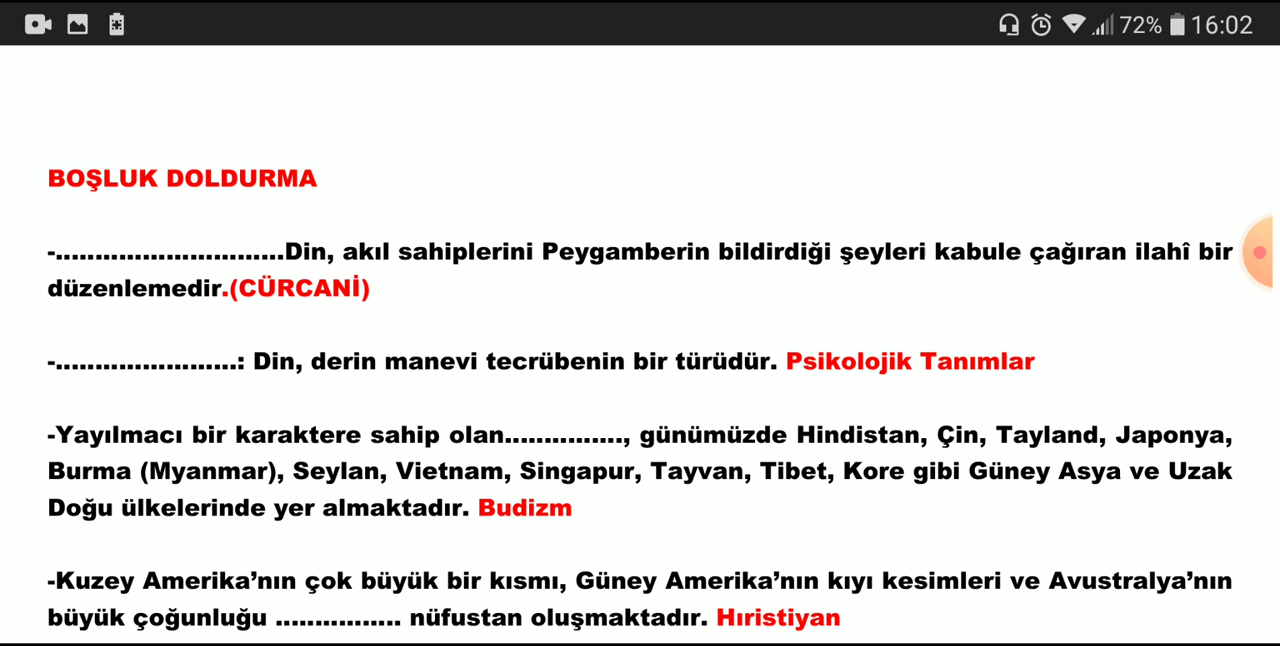 72% 16:02
BOŞLUK DOLDURMA
-.............................Din, akıl sahiplerini Peygamberin bildirdiği şeyleri kabule çağıran ilahî bir
düzenlemedir.(CÜRCANİ)
-.......................: Din, derin manevi tecrübenin bir türüdür. Psikolojik Tanımlar
-Yayılmacı bir karaktere sahip olan..............., günümüzde Hindistan, Çin, Tayland, Japonya,
Burma (Myanmar), Seylan, Vietnam, Singapur, Tayvan, Tibet, Kore gibi Güney Asya ve Uzak
Doğu ülkelerinde yer almaktadır. Budizm
-Kuzey Amerika’nın çok büyük bir kısmı, Güney Amerika’nın kıyı kesimleri ve Avustralya’nın
büyük çoğunluğu ................ nüfustan oluşmaktadır. Hıristiyan